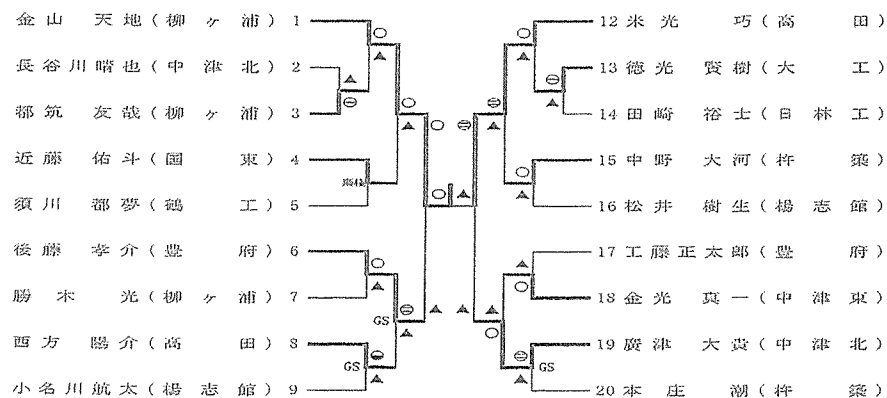 金山 天地(柳ヶ浦) 1
長谷川晴也(中津北) 2
都筑 友哉(柳ヶ浦) 3
近藤 佑斗(国東) 4
須川 都夢(鶴工) 5
後藤 孝介(豊府) 6
勝木 光(柳ヶ浦) 7
GS
西方 陽介(高田) 8
GS
小名川航太(楊志館) 9
12 米光 巧(高田)
13 徳光 賢樹(大工)
14 田崎 裕士(日林工)
15 中野 大河(杵築)
16 松井 樹生(楊志館)
17 工藤正太郎(豊府)
18 金光 真一(中津東)
19 廣津 大貴(中津北)
GS
20 本庄 潮(杵築)